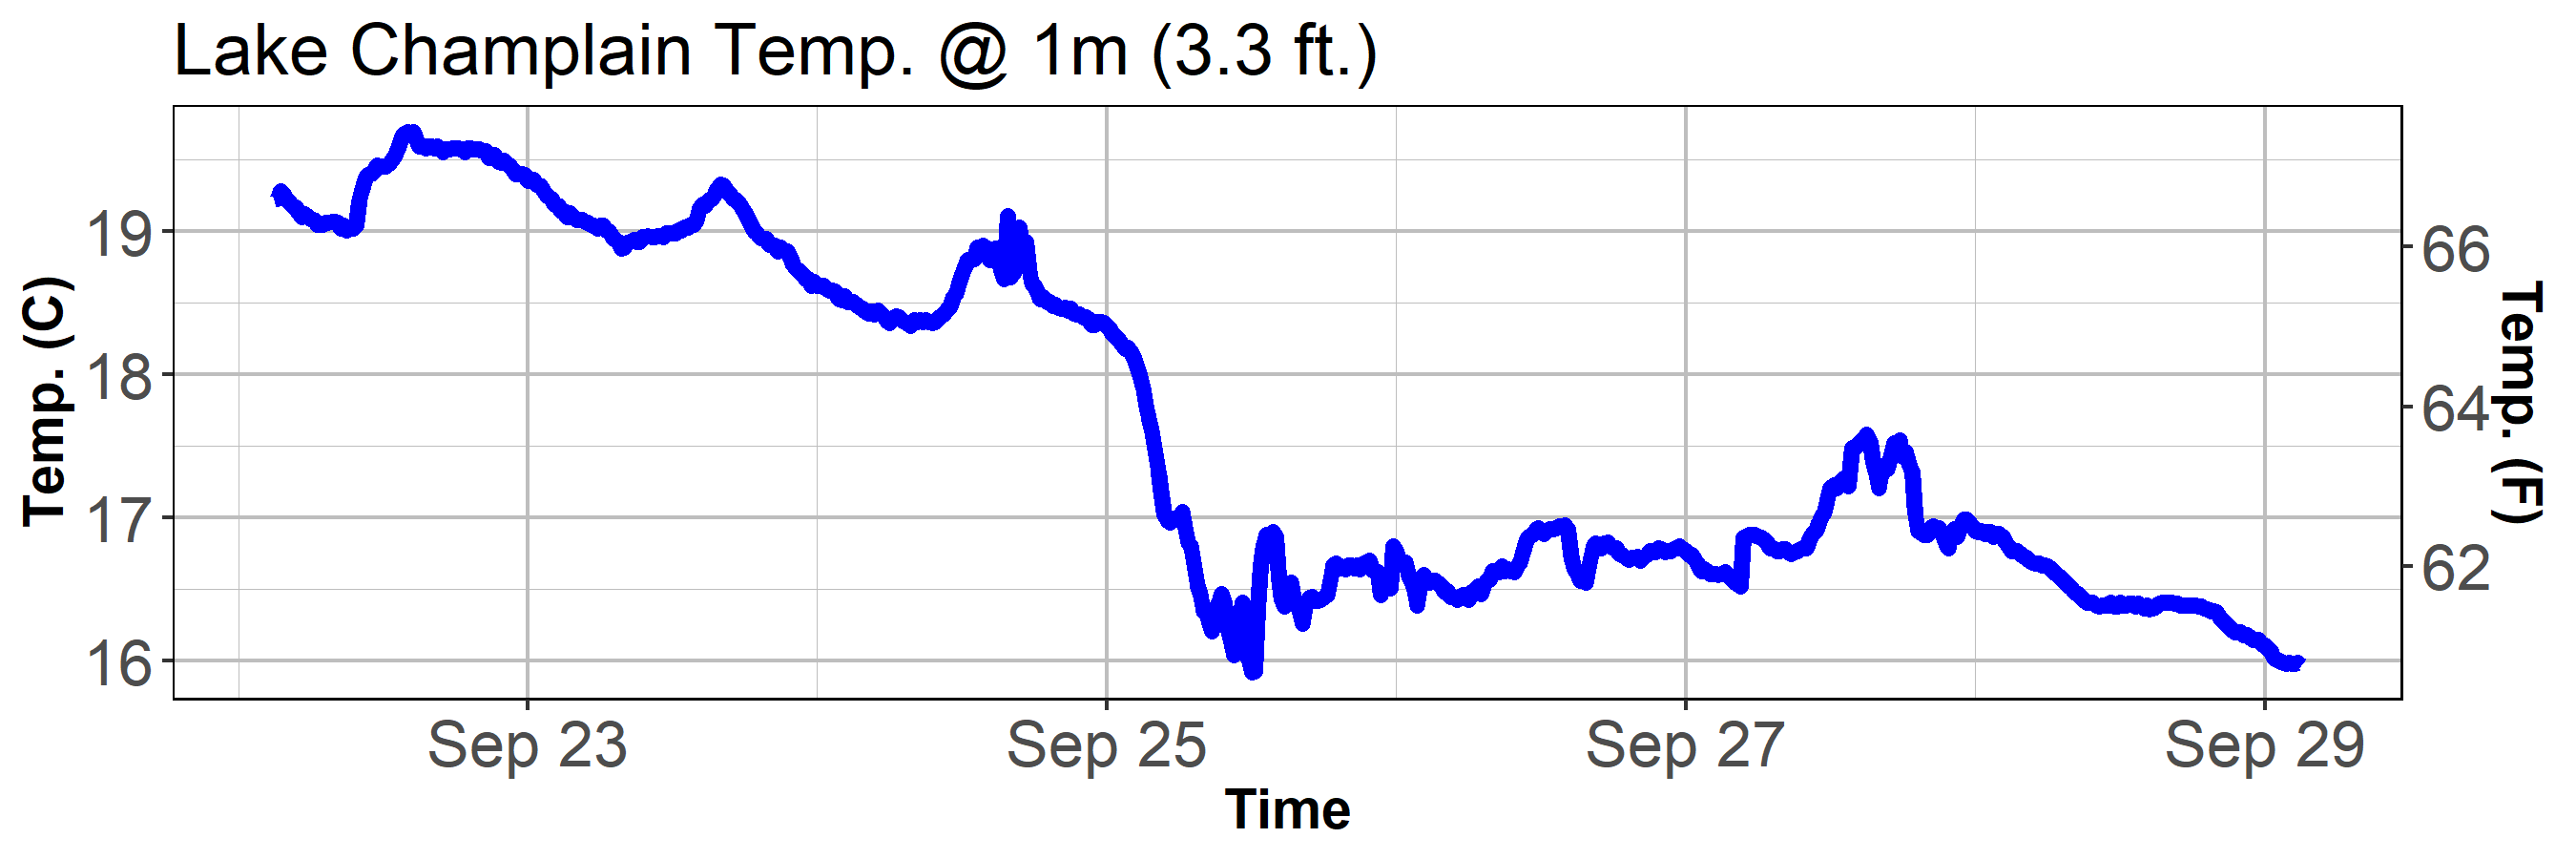 Lake Champlain Temp. @ 1m (3.3 ft.)
Temp. (C)
19
18
17
16
66
64
62
Temp. (F)
Sep 23
Sep 25
Sep 27
Sep 29
Time